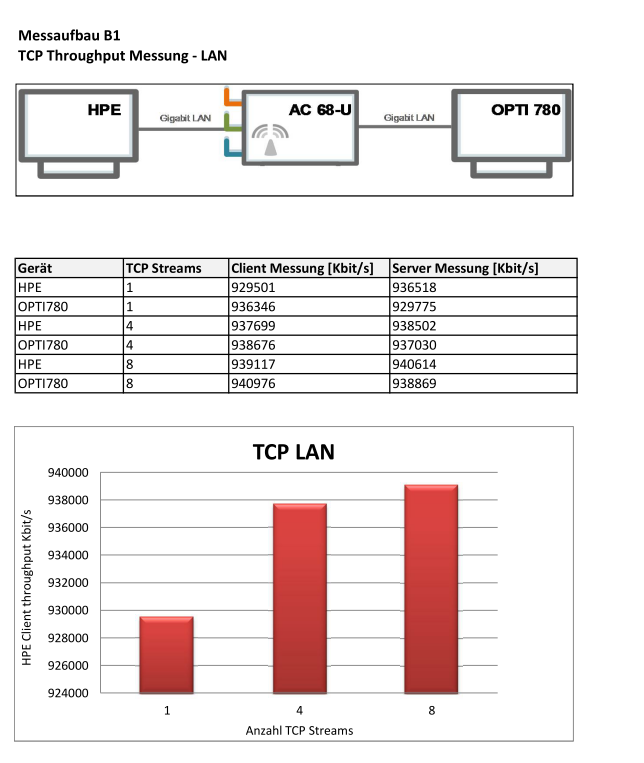 Messaufbau B1
TCP Throughput Messung - LAN
HPE Gigabit LAN AC 68-U Gigabit LAN OPTI 780
Gerät TCP Streams Client Messung [Kbit/s] Server Messung [Kbit/s]
HPE 1 929501 936518
OPTI780 1 936346 929775
HPE 4 937699 938502
OPTI780 4 938676 937030
HPE 8 939117 940614
OPTI780 8 940976 938869
TCP LAN
HPE Client throughput Kbit/s
940000
938000
936000
934000
932000
930000
928000
926000
924000
1 4 8
Anzahl TCP Streams